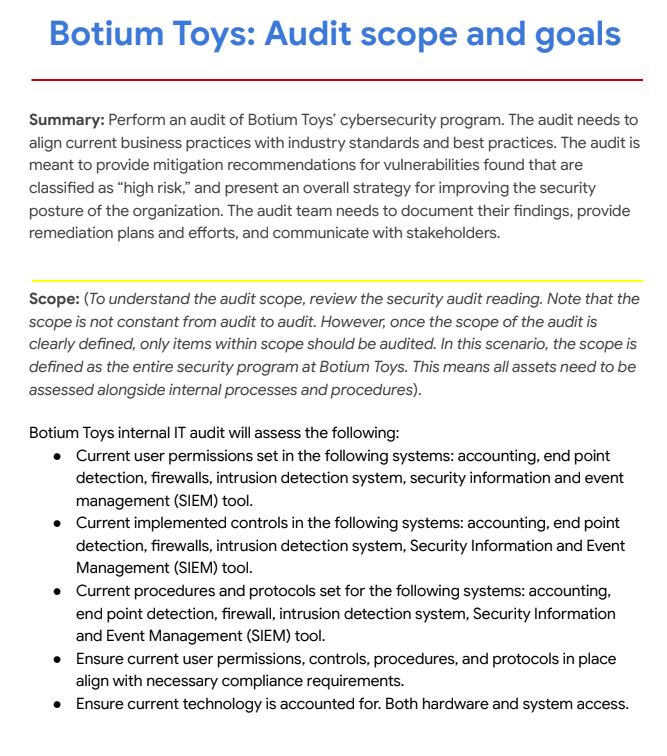 Botium Toys: Audit scope and goals
Summary: Perform an audit of Botium Toys’ cybersecurity program. The audit needs to
align current business practices with industry standards and best practices. The audit is
meant to provide mitigation recommendations for vulnerabilities found that are
classified as “high risk,” and present an overall strategy for improving the security
posture of the organization. The audit team needs to document their findings, provide
remediation plans and efforts, and communicate with stakeholders.
Scope: (To understand the audit scope, review the security audit reading. Note that the
scope is not constant from audit to audit. However, once the scope of the audit is
clearly defined, only items within scope should be audited. In this scenario, the scope is
defined as the entire security program at Botium Toys. This means all assets need to be
assessed alongside internal processes and procedures).
Botium Toys internal IT audit will assess the following:
● Current user permissions set in the following systems: accounting, end point
detection, firewalls, intrusion detection system, security information and event
management (SIEM) tool.
● Current implemented controls in the following systems: accounting, end point
detection, firewalls, intrusion detection system, Security Information and Event
Management (SIEM) tool.
● Current procedures and protocols set for the following systems: accounting,
end point detection, firewall, intrusion detection system, Security Information
and Event Management (SIEM) tool.
● Ensure current user permissions, controls, procedures, and protocols in place
align with necessary compliance requirements.
● Ensure current technology is accounted for. Both hardware and system access.